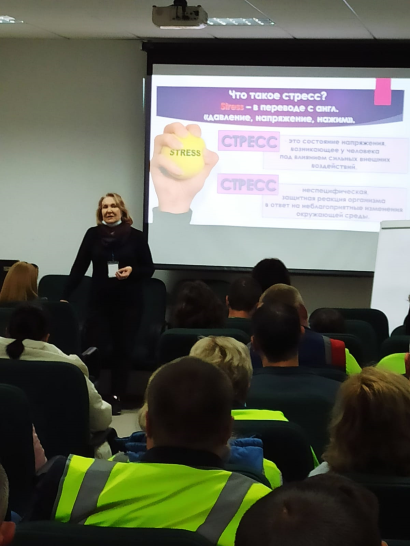 Что такое стресс?
Stress – в переводе с англ.
«давление, напряжение, нажим».
STRESS
СТРЕСС
это состояние напряжения,
возникающее у человека
под влиянием сильных внешних
воздействий.
СТРЕСС
неспецифическая
защитная реакция организма
в ответ на неблагоприятные изменения
окружающей среды.